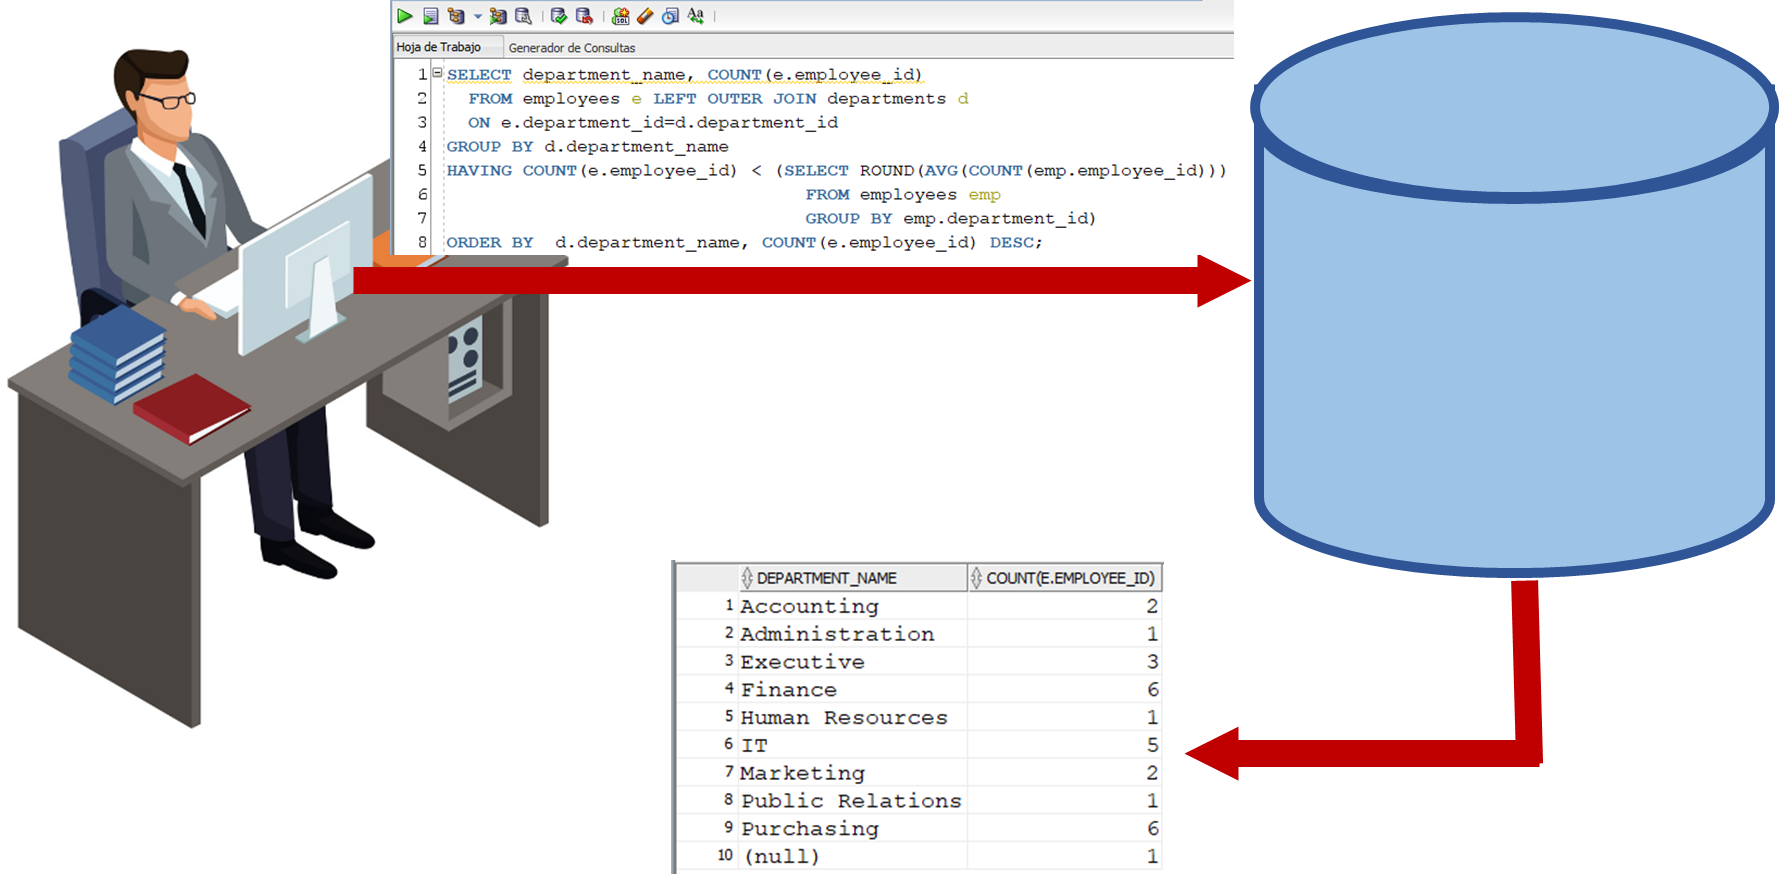 Hoja de Trabajo Generador de Consultas
1 SELECT department_name, COUNT(e.employee_id)
2 FROM employees e LEFT OUTER JOIN departments d
3 ON e.department_id=d.department_id
4 GROUP BY d.department_name
5 HAVING COUNT(e.employee_id) < (SELECT ROUND(AVG(COUNT(emp.employee_id)))
6 FROM employees emp
7 GROUP BY emp.department_id)
8 ORDER BY d.department_name, COUNT(e.employee_id) DESC;
DEPARTMENT_NAME COUNT(E.EMPLOYEE_ID)
1 Accounting 2
2 Administration 1
3 Executive 3
4 Finance 6
5 Human Resources 1
6 IT 5
7 Marketing 2
8 Public Relations 1
9 Purchasing 6
10 (null) 1